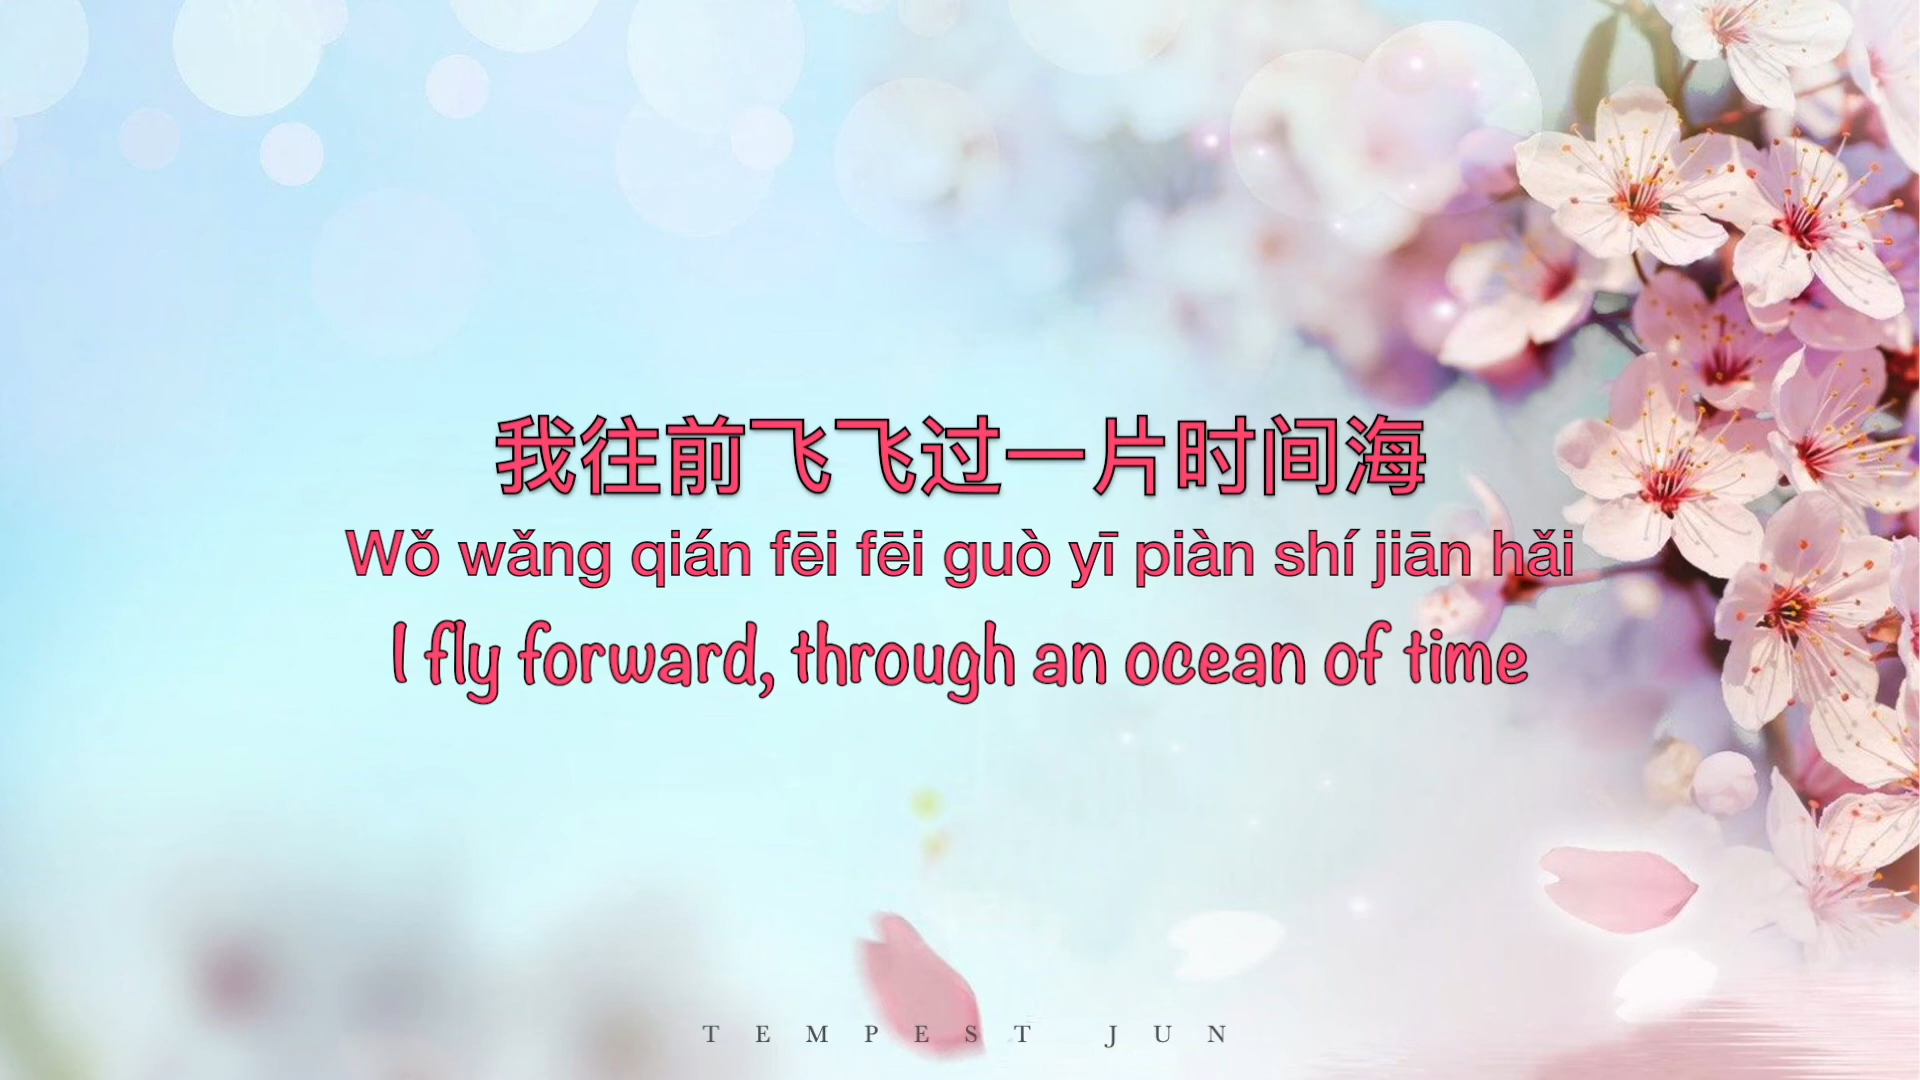 我往前飞飞过一片时间海
Wǒ wǎng qián fēi fēi guò yī piàn shí jiān hǎi
I fly forward, through an ocean of time
TEMPEST JUN